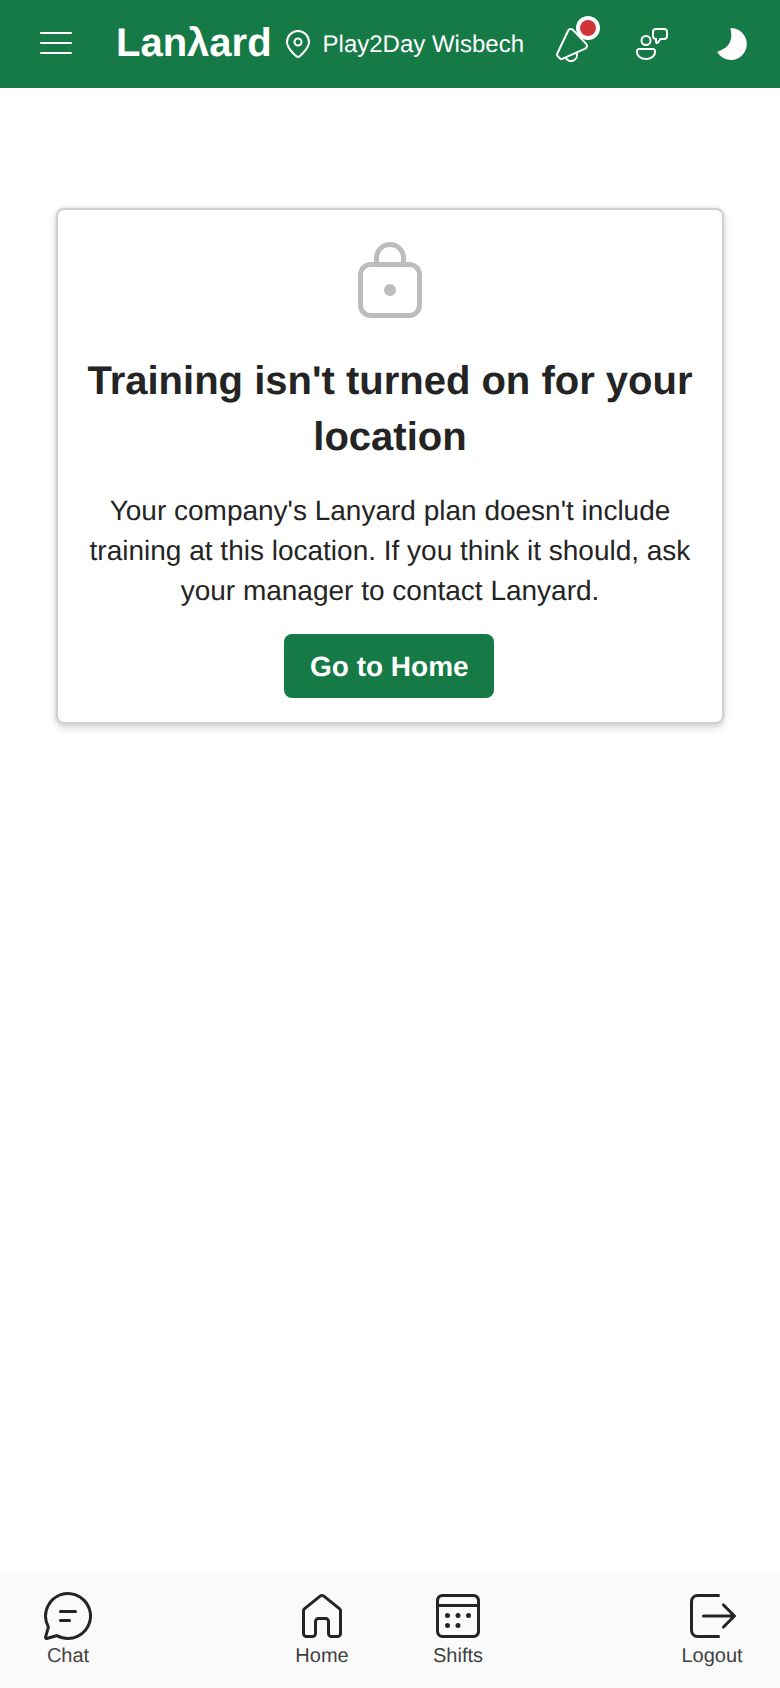 Lanλard Play2Day Wisbech
Training isn't turned on for your
location
Your company's Lanyard plan doesn't include
training at this location. If you think it should, ask
your manager to contact Lanyard.
Go to Home
Chat Home Shifts Logout